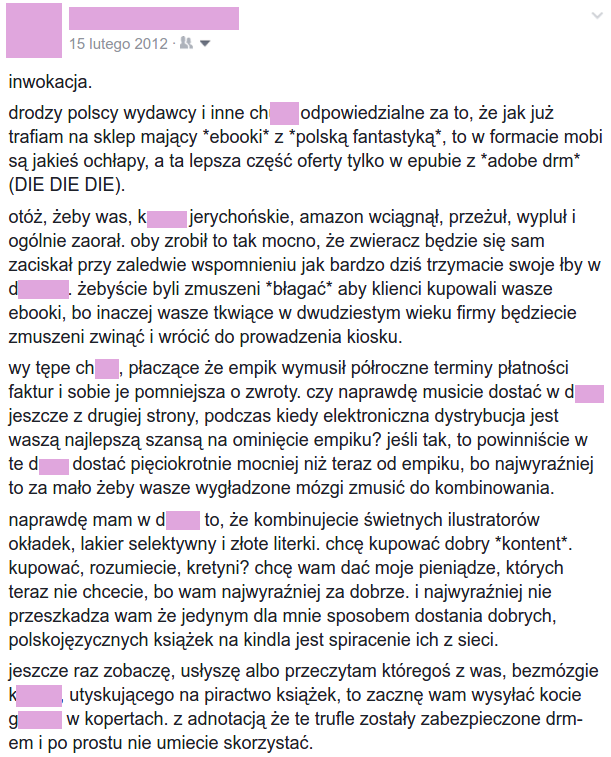 15 lutego 2012 ·
inwokacja.
drodzy polscy wydawcy i inne ch odpowiedzialne za to, że jak już
trafiam na sklep mający *ebooki* z *polską fantastyką*, to w formacie mobi
są jakieś ochłapy, a ta lepsza część oferty tylko w epubie z *adobe drm*
(DIE DIE DIE).
otóż, żeby was, k jerychońskie, amazon wciągnął, przeżuł, wypluł i
ogólnie zaorał. oby zrobił to tak mocno, że zwieracz będzie się sam
zaciskał przy zaledwie wspomnieniu jak bardzo dziś trzymacie swoje łby w
d . żebyście byli zmuszeni *błagać* aby klienci kupowali wasze
ebooki, bo inaczej wasze tkwiące w dwudziestym wieku firmy będziecie
zmuszeni zwinąć i wrócić do prowadzenia kiosku.
wy tępe ch , płaczące że empik wymusił półroczne terminy płatności
faktur i sobie je pomniejsza o zwroty. czy naprawdę musicie dostać w d
jeszcze z drugiej strony, podczas kiedy elektroniczna dystrybucja jest
waszą najlepszą szansą na ominięcie empiku? jeśli tak, to powinniście w
te d dostać pięciokrotnie mocniej niż teraz od empiku, bo najwyraźniej
to za mało żeby wasze wygładzone mózgi zmusić do kombinowania.
naprawdę mam w d to, że kombinujecie świetnych ilustratorów
okładek, lakier selektywny i złote literki. chcę kupować dobry *kontent*.
kupować, rozumiecie, kretyni? chcę wam dać moje pieniądze, których
teraz nie chcecie, bo wam najwyraźniej za dobrze. i najwyraźniej nie
przeszkadza wam że jedynym dla mnie sposobem dostania dobrych,
polskojęzycznych książek na kindla jest spiracenie ich z sieci.
jeszcze raz zobaczę, usłyszę albo przeczytam któregoś z was, bezmózgie
k , utyskującego na piractwo książek, to zacznę wam wysyłać kocie
g w kopertach. z adnotacją że te trufle zostały zabezpieczone drm-
em i po prostu nie umiecie skorzystać.